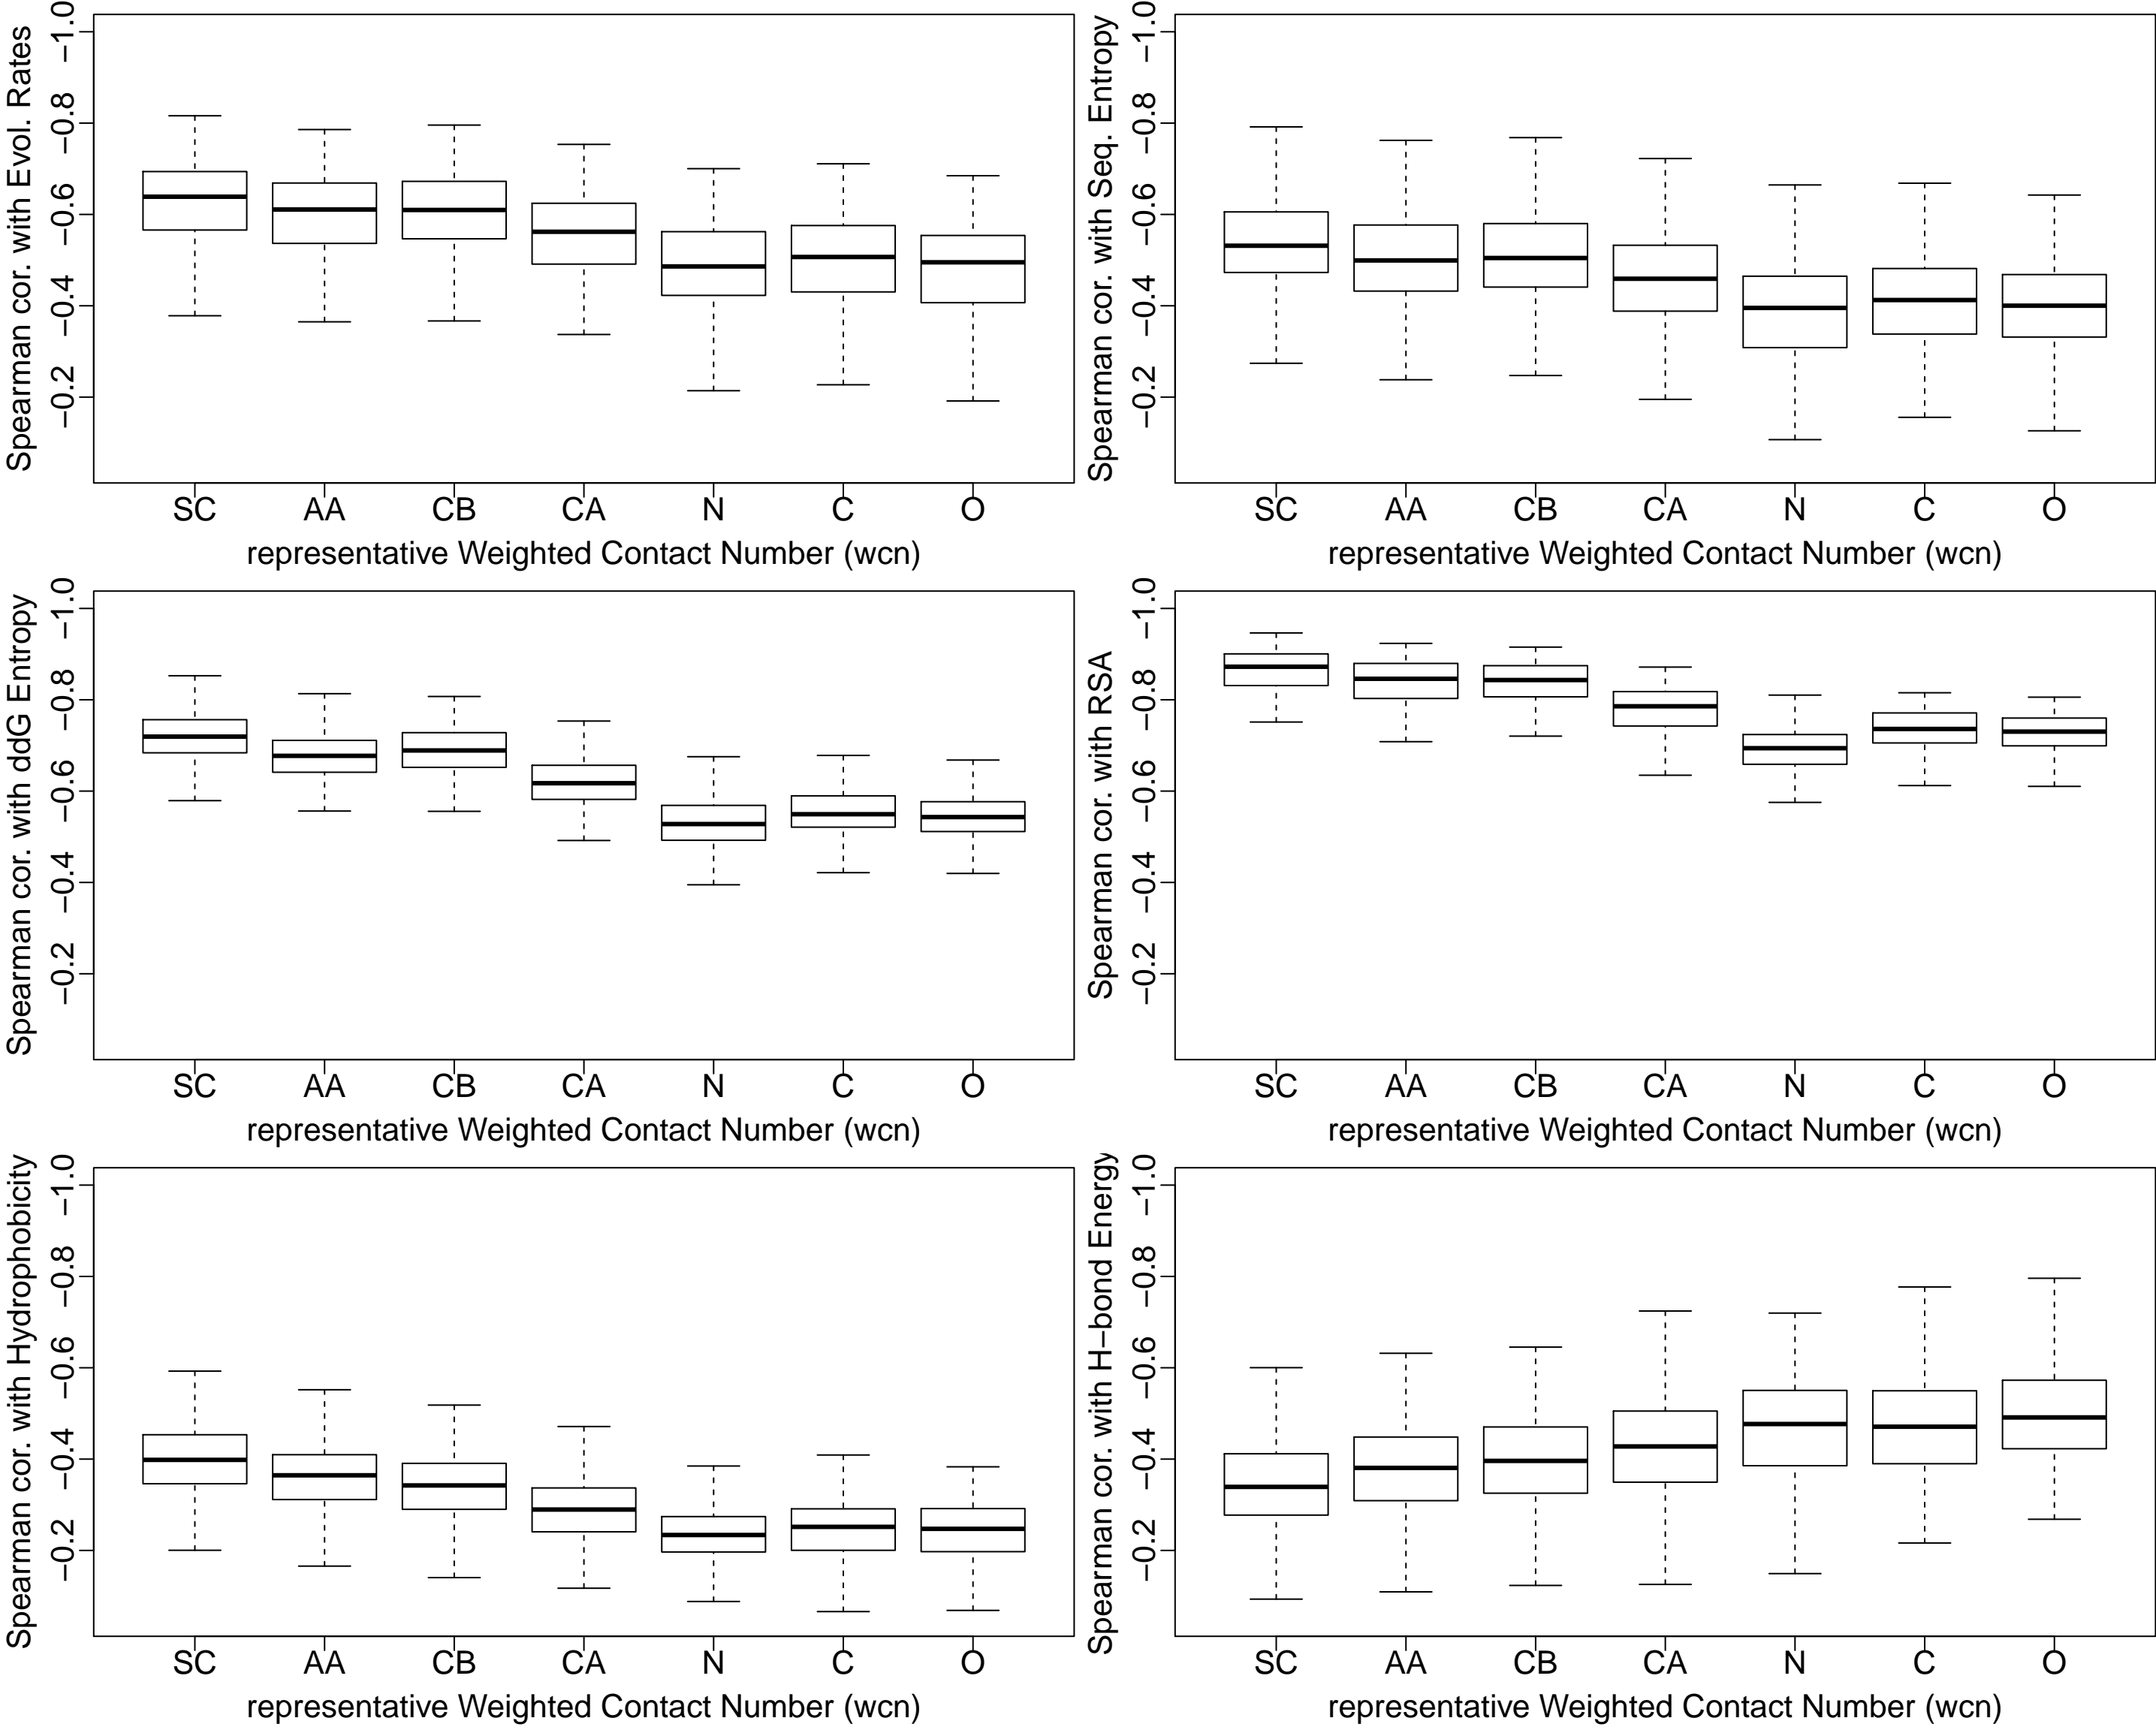 Spearman cor. with Evol. Rates
−1.0
−0.8
−0.6
−0.4
−0.2
SC AA CB CA N C O
representative Weighted Contact Number (wcn)
Spearman cor. with Seq. Entropy
−1.0
−0.8
−0.6
−0.4
−0.2
SC AA CB CA N C O
representative Weighted Contact Number (wcn)
Spearman cor. with ddG Entropy
−1.0
−0.8
−0.6
−0.4
−0.2
SC AA CB CA N C O
representative Weighted Contact Number (wcn)
Spearman cor. with RSA
−1.0
−0.8
−0.6
−0.4
−0.2
SC AA CB CA N C O
representative Weighted Contact Number (wcn)
Spearman cor. with Hydrophobicity
−1.0
−0.8
−0.6
−0.4
−0.2
SC AA CB CA N C O
representative Weighted Contact Number (wcn)
Spearman cor. with H−bond Energy
−1.0
−0.8
−0.6
−0.4
−0.2
SC AA CB CA N C O
representative Weighted Contact Number (wcn)